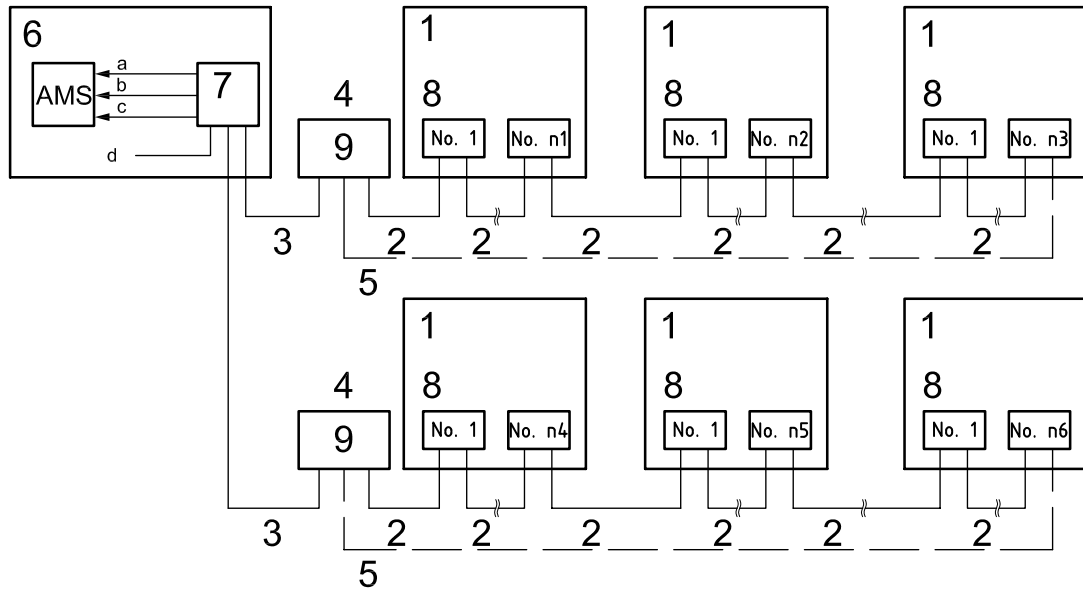 6 1 1 1
a
AMS b 7 8 8 8
c 4
d 9 No. 1 No. n1 No. 1 No. n2 No. 1 No. n3
3 2 2 2 2 2 2
5
1 1 1
4 8 8 8
9 No. 1 No. n4 No. 1 No. n5 No. 1 No. n6
3 2 2 2 2 2 2
5